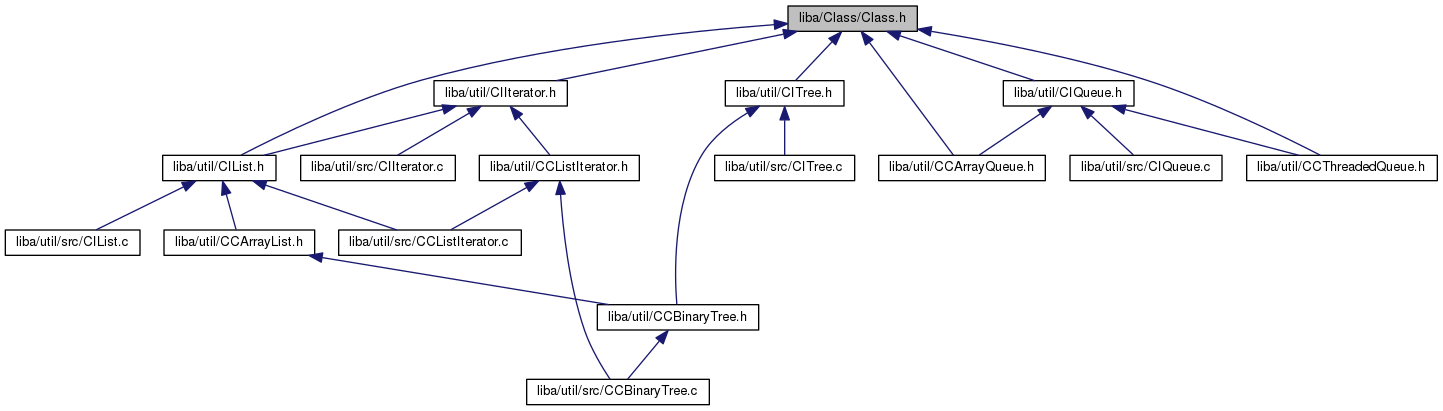 liba/Class/Class.h
liba/util/CIIterator.h
liba/util/CITree.h
liba/util/CIQueue.h
liba/util/CIList.h
liba/util/src/CIIterator.c
liba/util/CCListIterator.h
liba/util/src/CITree.c
liba/util/CCArrayQueue.h
liba/util/src/CIQueue.c
liba/util/CCThreadedQueue.h
liba/util/src/CIList.c
liba/util/CCArrayList.h
liba/util/src/CCListIterator.c
liba/util/CCBinaryTree.h
liba/util/src/CCBinaryTree.c